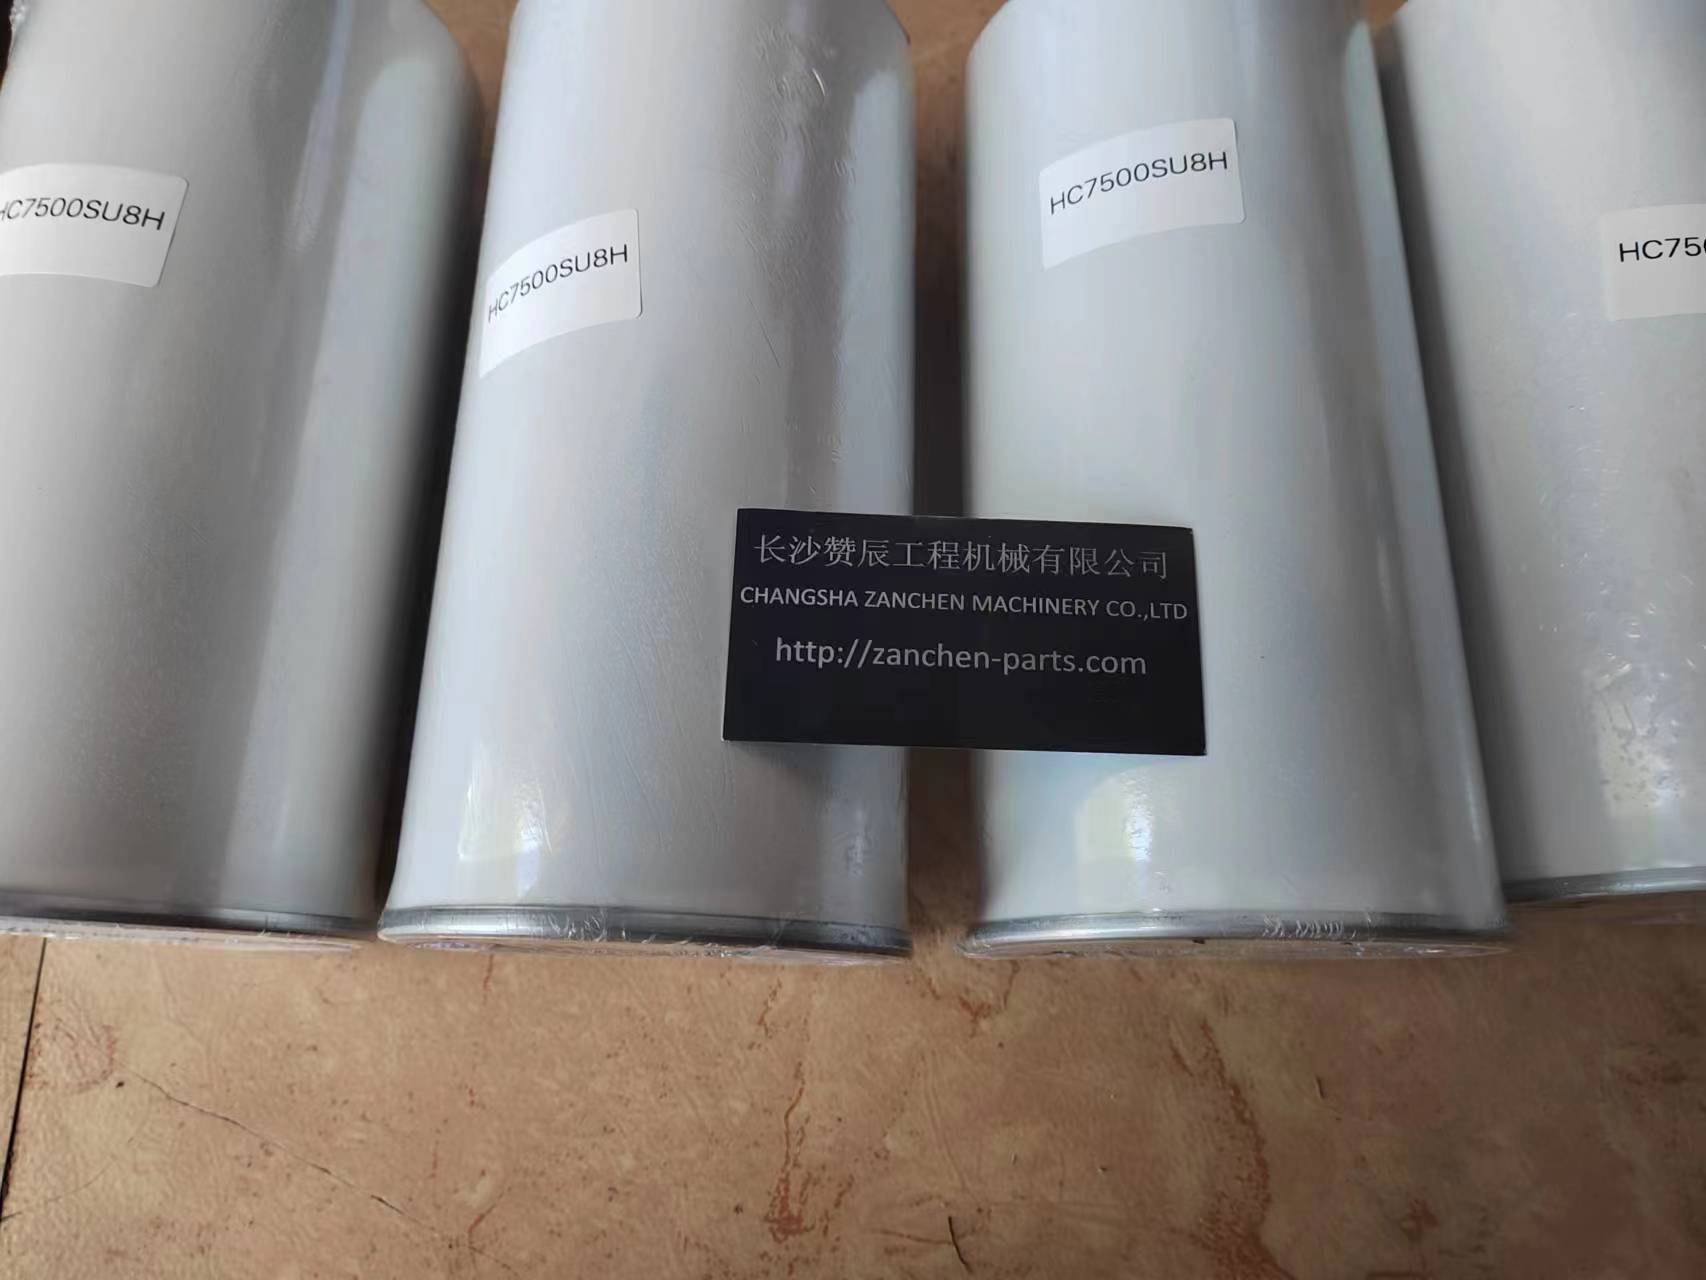 HC7500SU8H
HC7500SU8H
HC7500SU8H
HC75
长沙赞辰工程机械有限公司
CHANGSHA ZANCHEN MACHINERY CO.,LTD
http://zanchen-parts.com